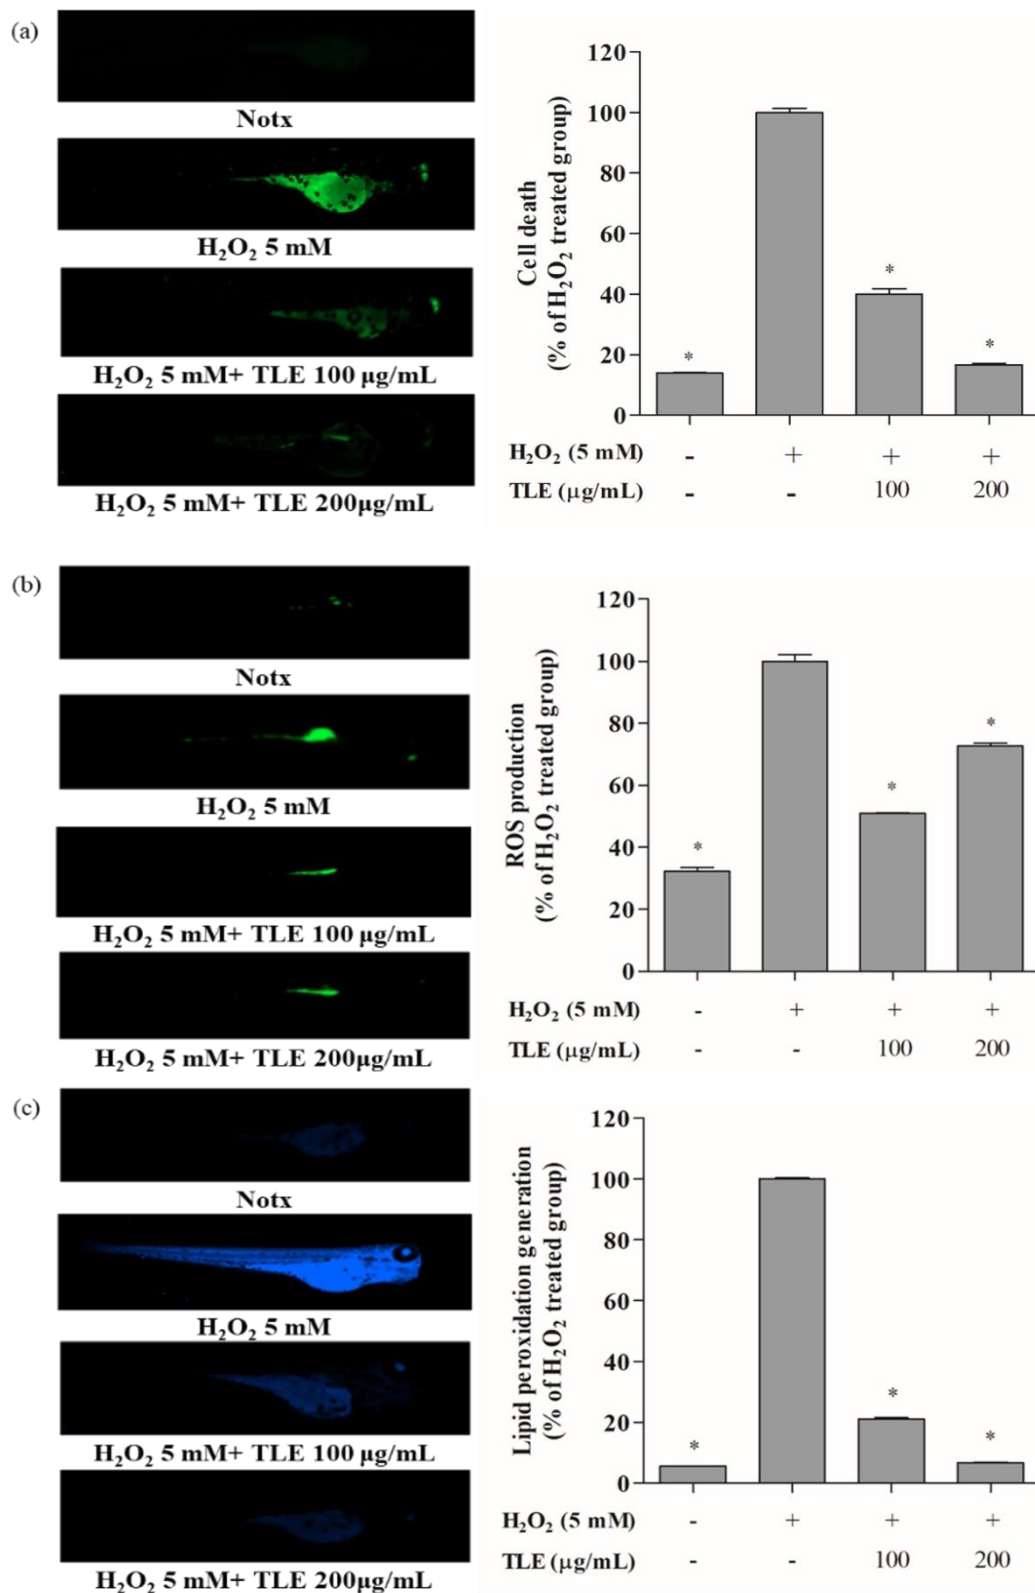 (a)
Notx
H₂O₂ 5 mM
H₂O₂ 5 mM+ TLE 100 μg/mL
H₂O₂ 5 mM+ TLE 200μg/mL
Cell death
(% of H₂O₂ treated group)
120
100
80
60
40
20
0
*
*
*
H₂O₂ (5 mM) - + + +
TLE (μg/mL) - - 100 200
(b)
Notx
H₂O₂ 5 mM
H₂O₂ 5 mM+ TLE 100 μg/mL
H₂O₂ 5 mM+ TLE 200μg/mL
ROS production
(% of H₂O₂ treated group)
120
100
80
60
40
20
0
*
*
*
H₂O₂ (5 mM) - + + +
TLE (μg/mL) - - 100 200
(c)
Notx
H₂O₂ 5 mM
H₂O₂ 5 mM+ TLE 100 μg/mL
H₂O₂ 5 mM+ TLE 200μg/mL
Lipid peroxidation generation
(% of H₂O₂ treated group)
120
100
80
60
40
20
0
*
*
*
H₂O₂ (5 mM) - + + +
TLE (μg/mL) - - 100 200